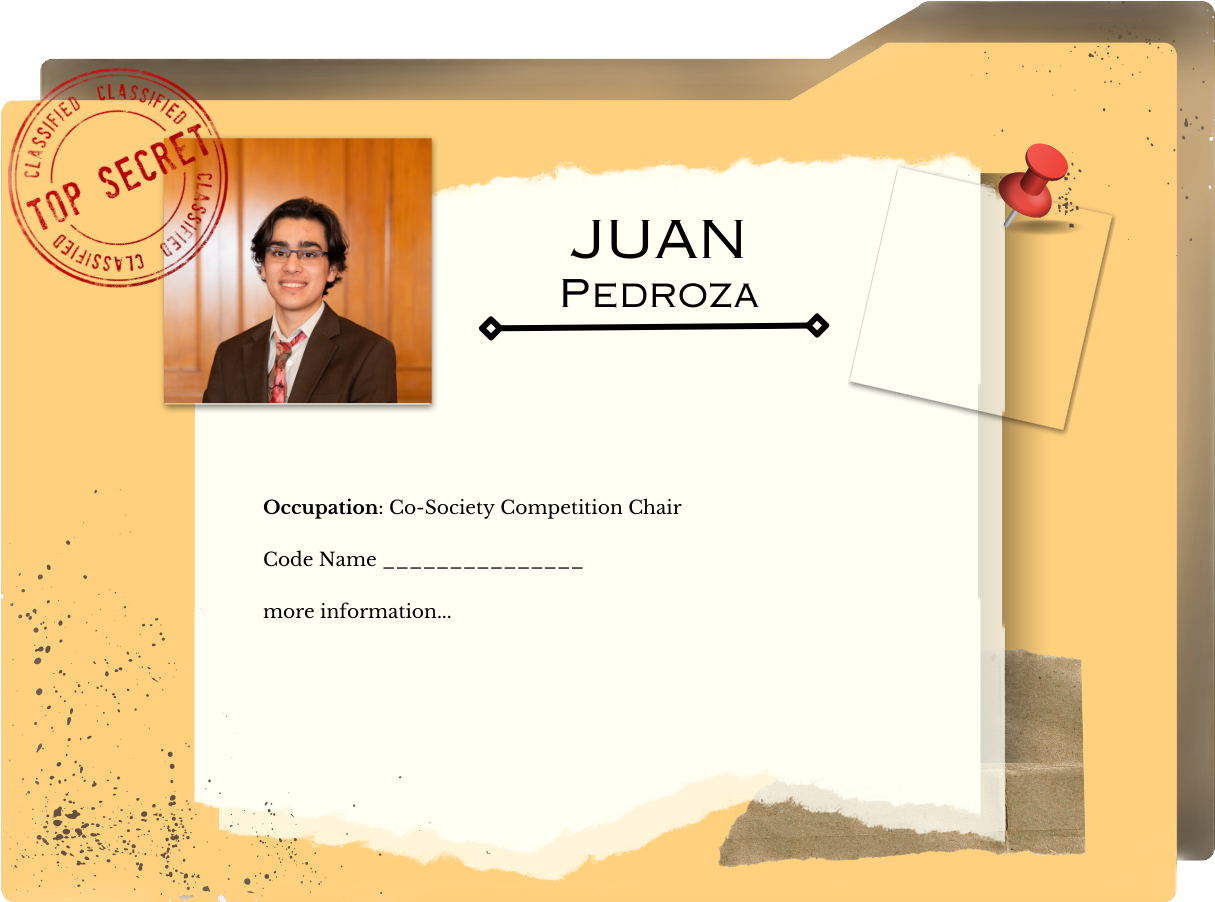 CLASSIFIED
CLASSIFIED
TOP SECRET
CLASSIFIED
CLASSIFIED
JUAN
PEDROZA
Occupation: Co-Society Competition Chair
Code Name _______________
more information...